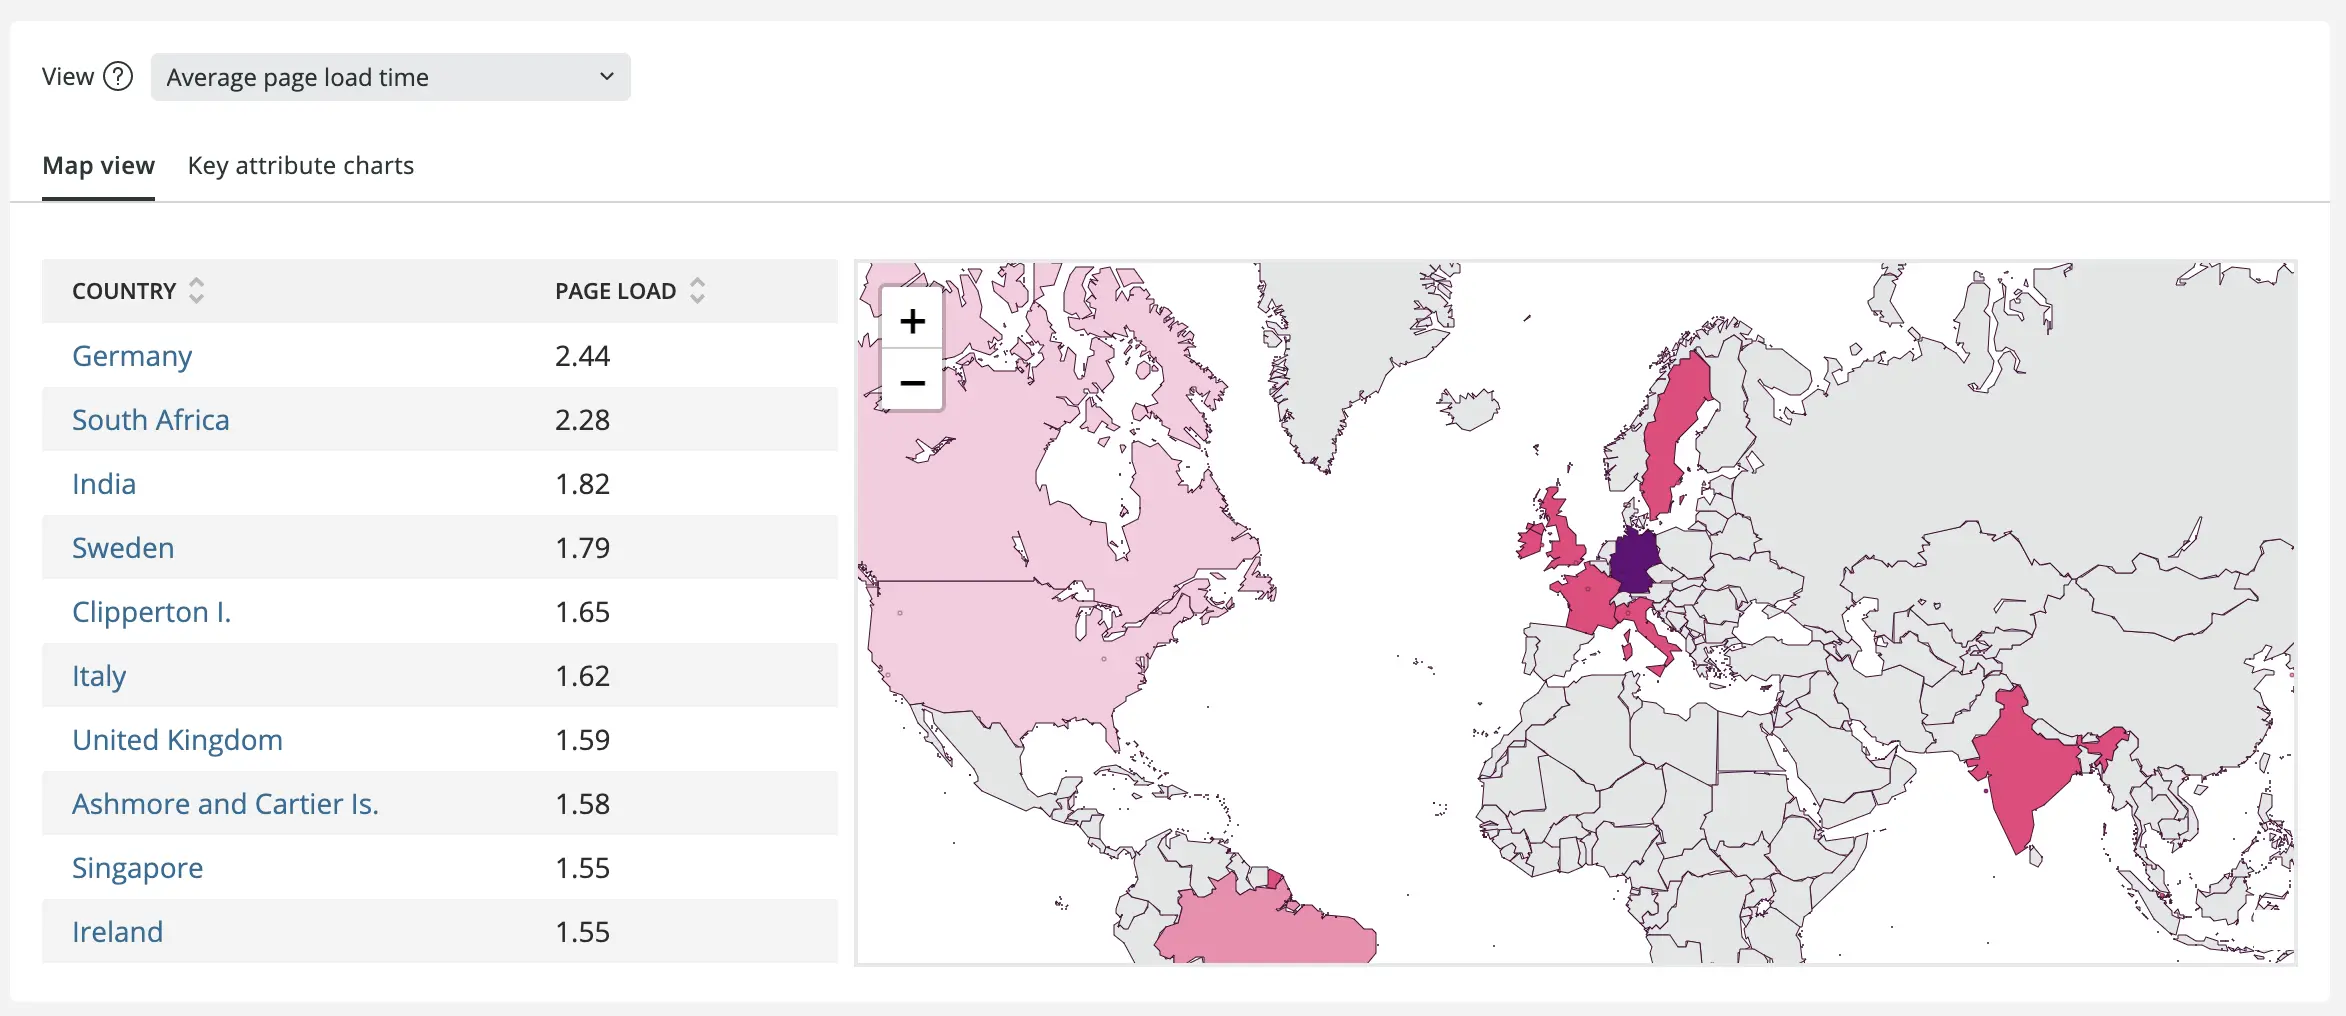 View ? Average page load time
Map view Key attribute charts
COUNTRY PAGE LOAD
Germany 2.44
South Africa 2.28
India 1.82
Sweden 1.79
Clipperton I. 1.65
Italy 1.62
United Kingdom 1.59
Ashmore and Cartier Is. 1.58
Singapore 1.55
Ireland 1.55
+
−